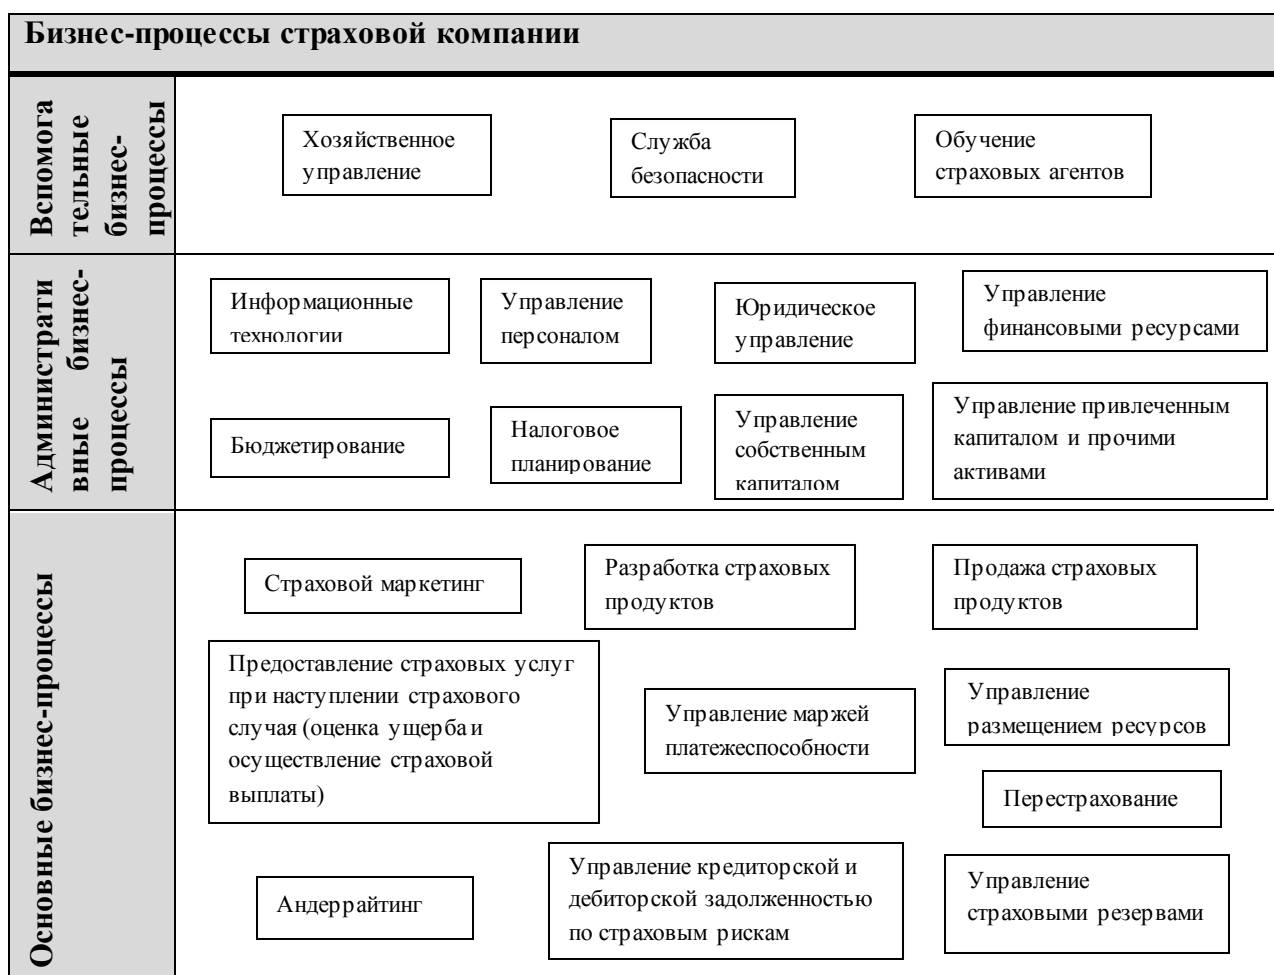 Бизнес-процессы страховой компании
Вспомога
тельные
бизнес-
процессы
Хозяйственное
управление
Служба
безопасности
Обучение
страховых агентов
Административ
вные бизнес-
процессы
Информационные
технологии
Управление
персоналом
Юридическое
управление
Управление
финансовыми ресурсами
Бюджетирование
Налоговое
планирование
Управление
собственным
капиталом
Управление привлеченным
капиталом и прочими
активами
Основные бизнес-процессы
Страховой маркетинг
Разработка страховых
продуктов
Продажа страховых
продуктов
Предоставление страховых услуг
при наступлении страхового
случая (оценка ущерба и
осуществление страховой
выплаты)
Управление маржей
платежеспособности
Управление
размещением ресурсов
Перестрахование
Андеррайтинг
Управление кредиторской и
дебиторской задолженностью
по страховым рискам
Управление
страховыми резервами